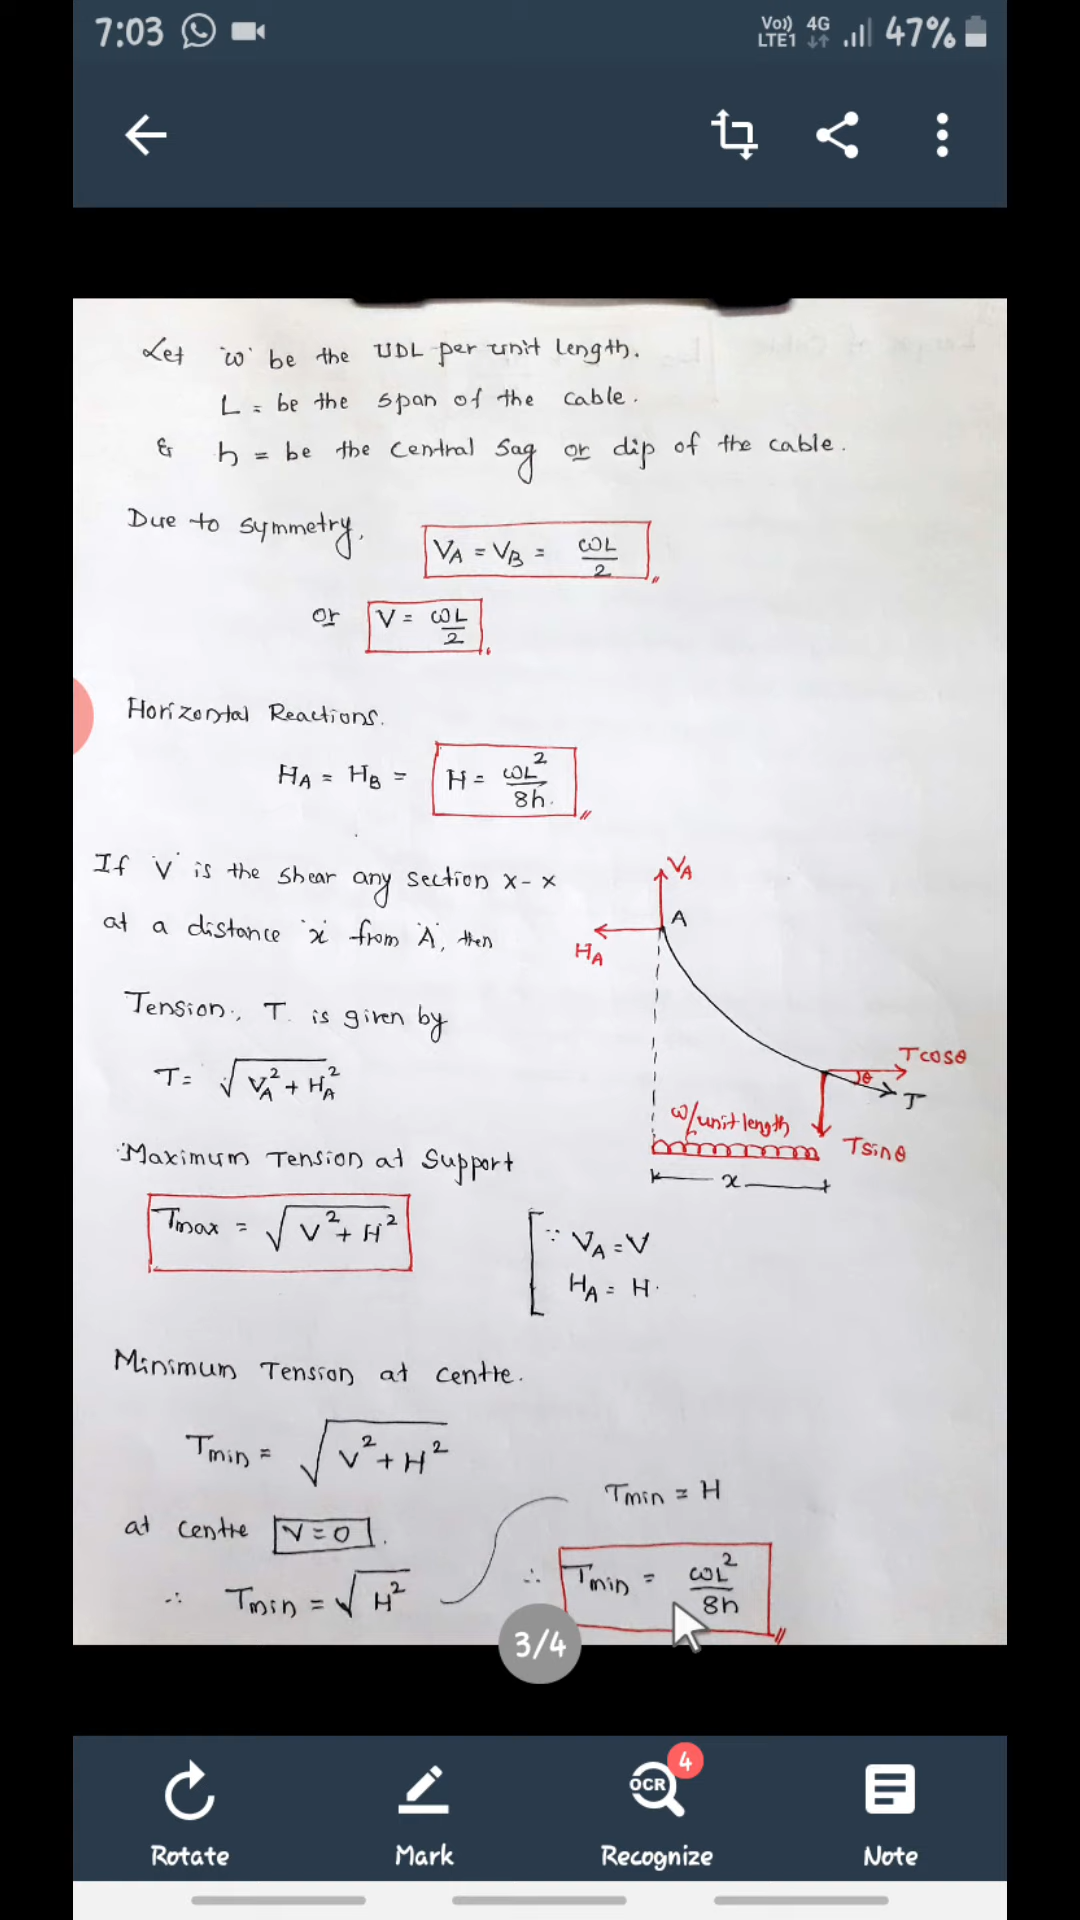 7:03 Vo)) LTE1 4G 47%
Let 'w' be the UDL per unit length.
L = be the span of the cable.
& h = be the central sag or dip of the cable.
Due to symmetry, VA = VB = ωL/2
or V = ωL/2
Horizontal Reactions.
HA = HB = H = ωL²/8h.
If 'V' is the shear any section x-x
at a distance 'x' from 'A', then
Tension, T. is given by
T = √VA² + HA²
VA
A
HA
Tcosθ
θ
T
ω/unit length
Tsinθ
x
Maximum Tension at Support
Tmax = √V² + H²
∵ VA = V
HA = H.
Minimum Tension at centre.
Tmin = √V² + H²
at centre V = 0.
∴ Tmin = √H²
Tmin = H
∴ Tmin = ωL²/8h
3/4
Rotate
Mark
OCR 4
Recognize
Note